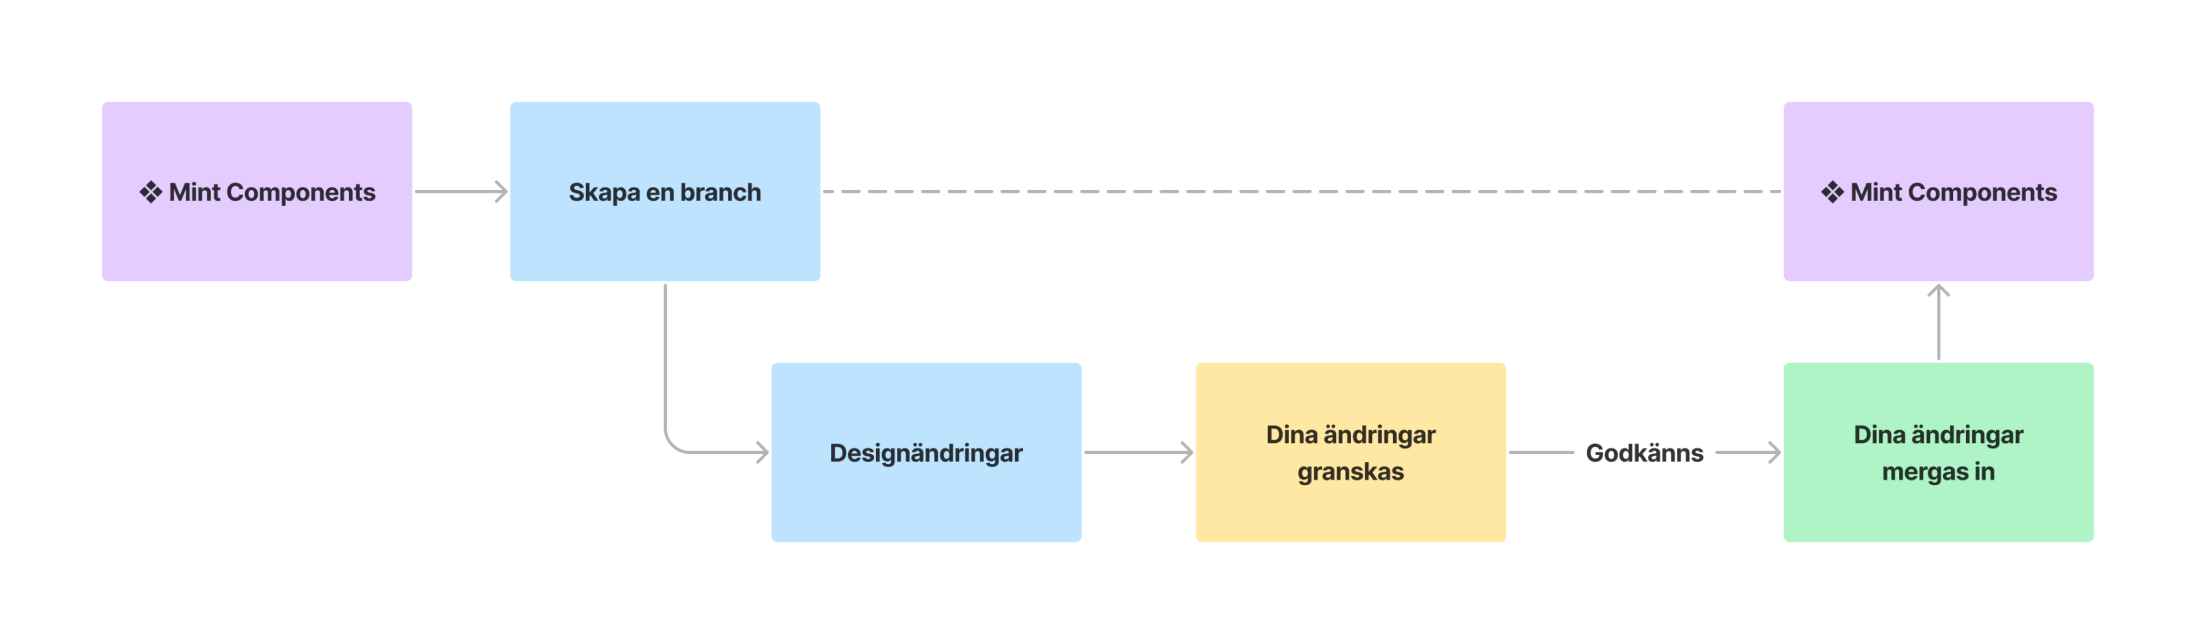 ❖ Mint Components
Skapa en branch
❖ Mint Components
Designändringar
Dina ändringar
granskas
Godkänns
Dina ändringar
mergas in